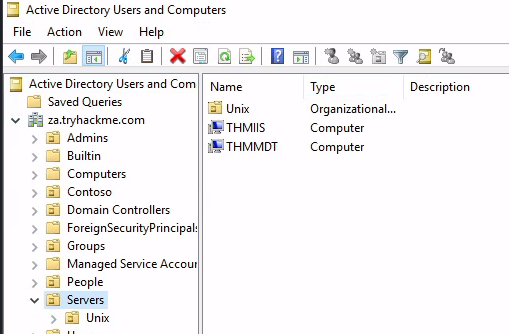 Active Directory Users and Computers
File Action View Help
Active Directory Users and Com
Saved Queries
za.tryhackme.com
Admins
Builtin
Computers
Contoso
Domain Controllers
ForeignSecurityPrincipals
Groups
Managed Service Accoun
People
Servers
Unix
Name Type Description
Unix Organizational...
THMIIS Computer
THMMDT Computer